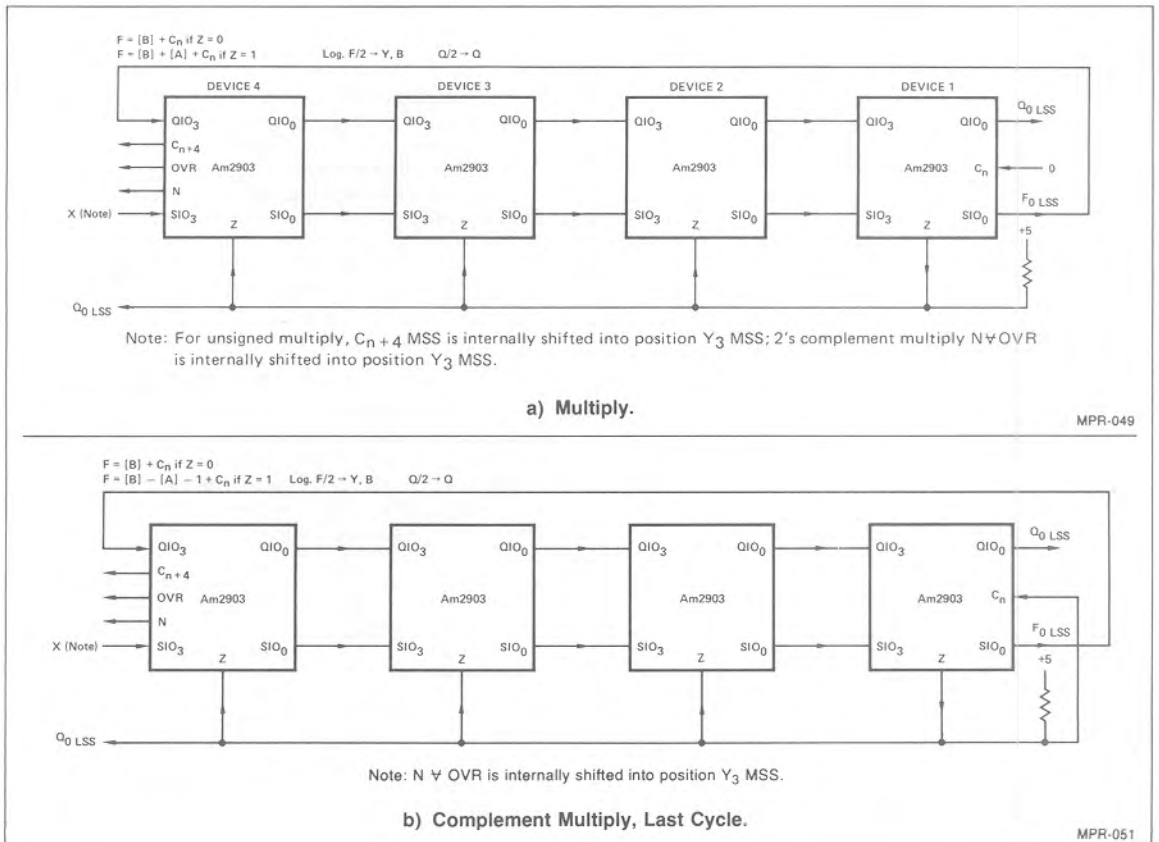 F = [B] + Cn if Z = 0
F = [B] + [A] + Cn if Z = 1 Log. F/2 → Y, B Q/2 → Q
DEVICE 4 DEVICE 3 DEVICE 2 DEVICE 1
QIO3 QIO0 QIO3 QIO0 QIO3 QIO0 QIO3 QIO0 Q0 LSS
Cn+4
OVR Am2903 Am2903 Am2903 Am2903 Cn 0
N
X (Note) SIO3 SIO0 SIO3 SIO0 SIO3 SIO0 SIO3 SIO0 F0 LSS
Z Z Z Z +5
Q0 LSS
Note: For unsigned multiply, Cn + 4 MSS is internally shifted into position Y3 MSS; 2's complement multiply N∀OVR
is internally shifted into position Y3 MSS.
a) Multiply.
MPR-049
F = [B] + Cn if Z = 0
F = [B] − [A] − 1 + Cn if Z = 1 Log. F/2 → Y, B Q/2 → Q
QIO3 QIO0 QIO3 QIO0 QIO3 QIO0 QIO3 QIO0 Q0 LSS
Cn+4
OVR Am2903 Am2903 Am2903 Am2903 Cn
N
X (Note) SIO3 SIO0 SIO3 SIO0 SIO3 SIO0 SIO3 SIO0 F0 LSS
Z Z Z Z +5
Q0 LSS
Note: N ∀ OVR is internally shifted into position Y3 MSS.
b) Complement Multiply, Last Cycle.
MPR-051